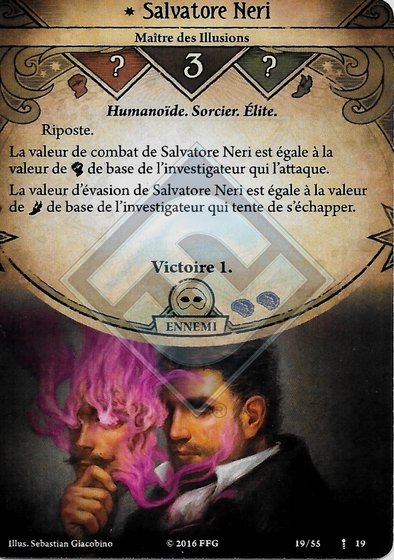 Salvatore Neri
Maître des Illusions
? 3 ?
Humanoïde. Sorcier. Élite.
Riposte.
La valeur de combat de Salvatore Neri est égale à la
valeur de de base de l'investigateur qui l'attaque.
La valeur d'évasion de Salvatore Neri est égale à la valeur
de de base de l'investigateur qui tente de s'échapper.
Victoire 1.
ENNEMI
Illus. Sebastian Giacobino © 2016 FFG 19/55 19